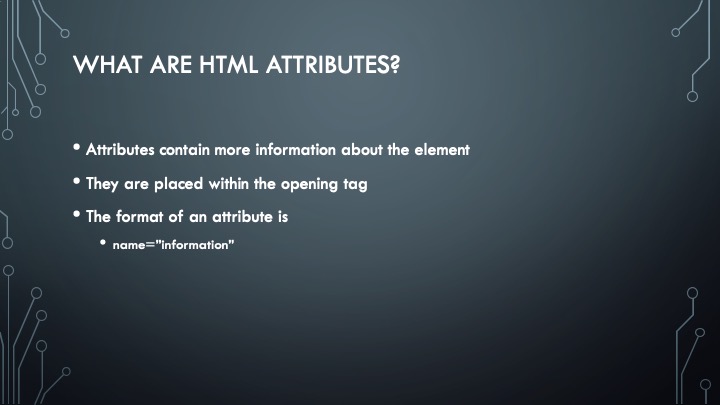 WHAT ARE HTML ATTRIBUTES?
• Attributes contain more information about the element
• They are placed within the opening tag
• The format of an attribute is
• name="information"